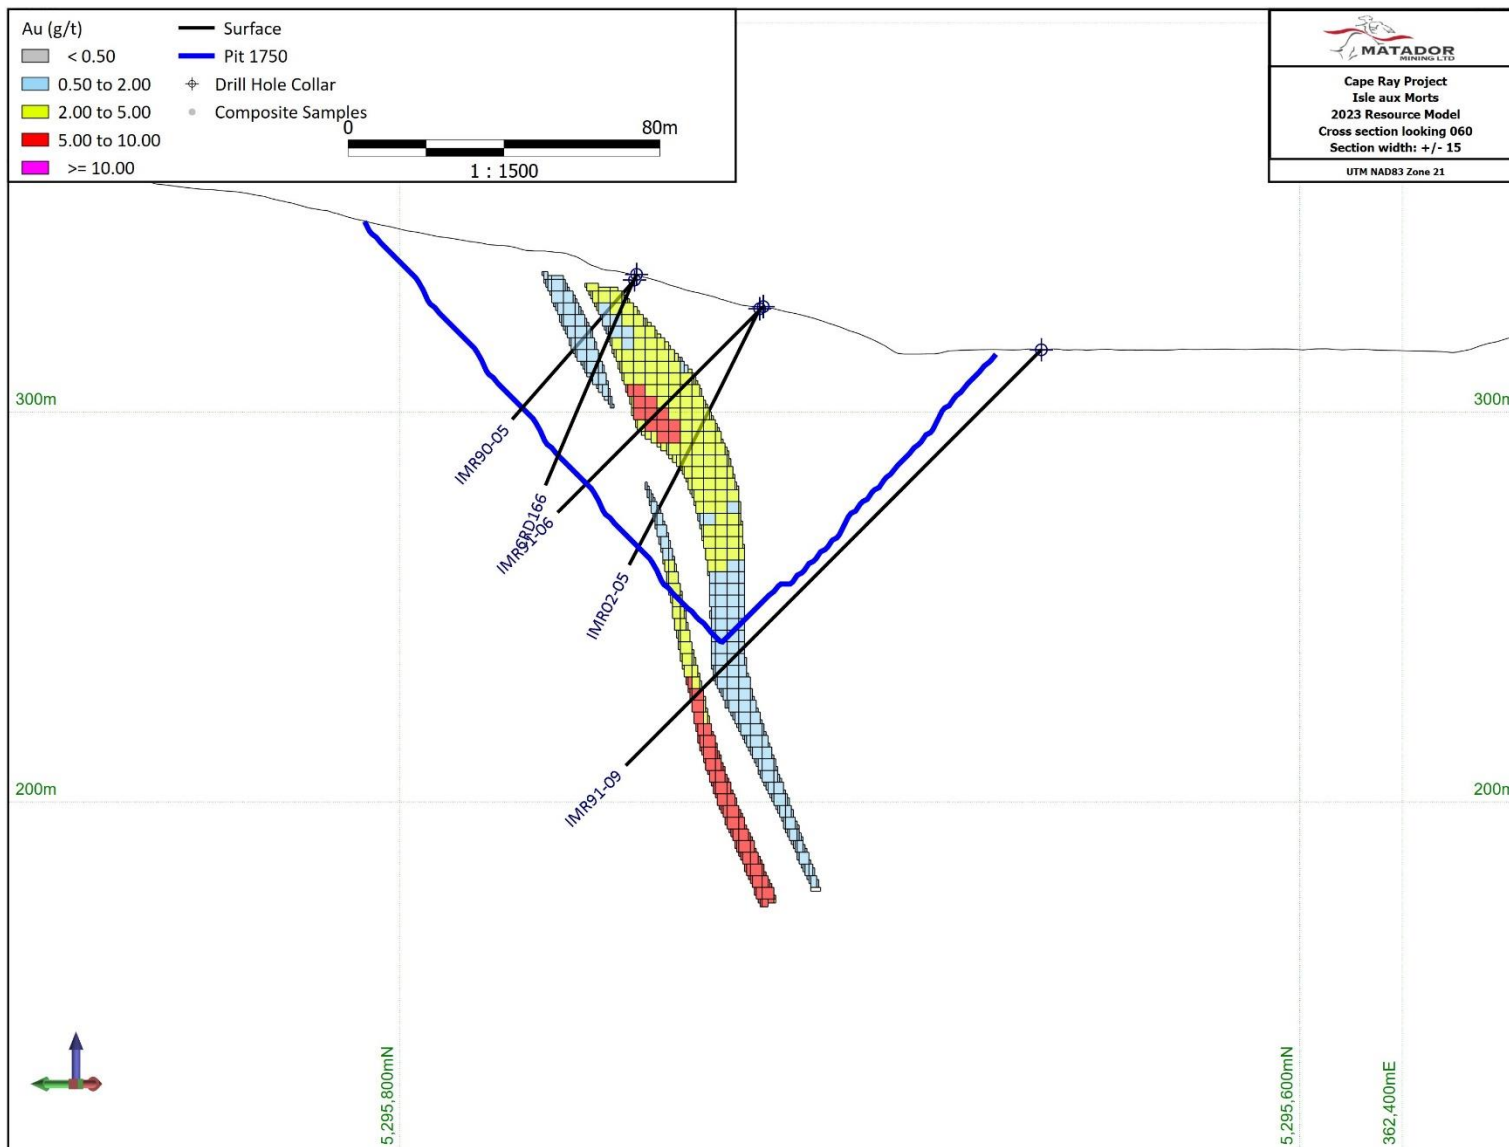 Au (g/t)
< 0.50
0.50 to 2.00
2.00 to 5.00
5.00 to 10.00
>= 10.00
Surface
Pit 1750
Drill Hole Collar
Composite Samples
0 80m
1 : 1500
MATADOR
MINING LTD
Cape Ray Project
Isle aux Morts
2023 Resource Model
Cross section looking 060
Section width: +/- 15
UTM NAD83 Zone 21
300m 300m
IMR90-05
CRD166
IMR91-06
IMR02-05
IMR91-09
200m 200m
5,295,800mN
5,295,600mN
362,400mE